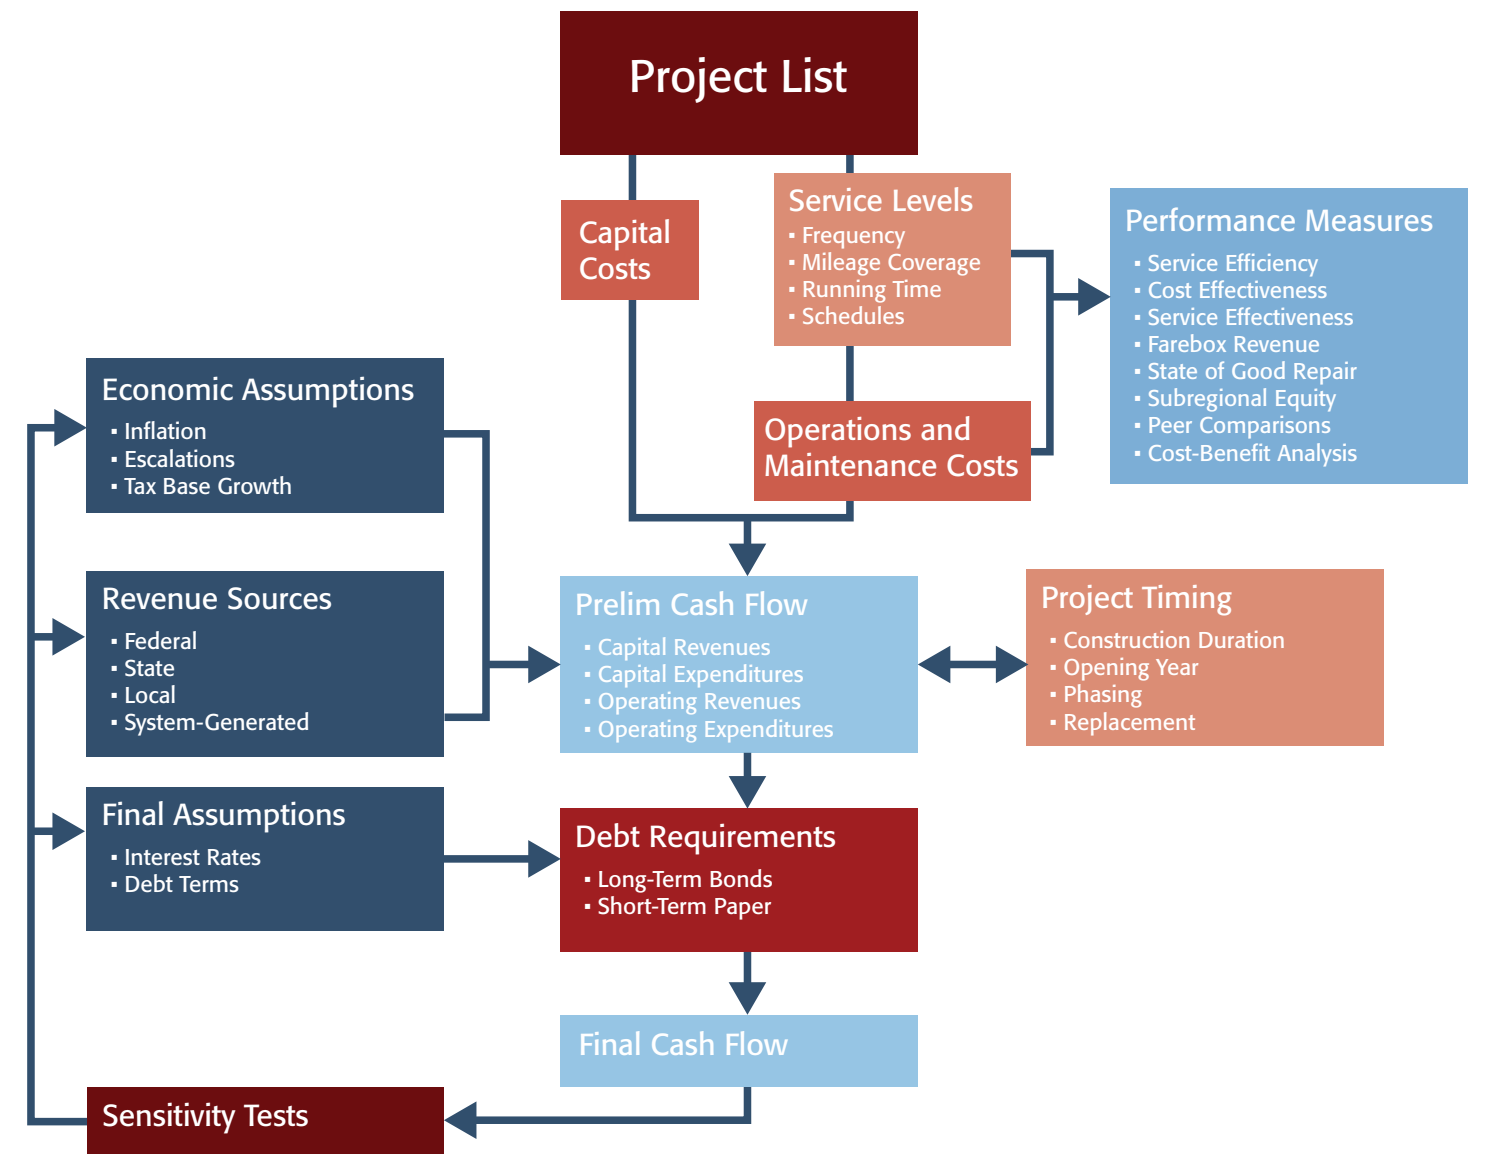 Project List
Capital
Costs
Service Levels
▪ Frequency
▪ Mileage Coverage
▪ Running Time
▪ Schedules
Performance Measures
▪ Service Efficiency
▪ Cost Effectiveness
▪ Service Effectiveness
▪ Farebox Revenue
▪ State of Good Repair
▪ Subregional Equity
▪ Peer Comparisons
▪ Cost-Benefit Analysis
Economic Assumptions
▪ Inflation
▪ Escalations
▪ Tax Base Growth
Operations and
Maintenance Costs
Revenue Sources
▪ Federal
▪ State
▪ Local
▪ System-Generated
Prelim Cash Flow
▪ Capital Revenues
▪ Capital Expenditures
▪ Operating Revenues
▪ Operating Expenditures
Project Timing
▪ Construction Duration
▪ Opening Year
▪ Phasing
▪ Replacement
Final Assumptions
▪ Interest Rates
▪ Debt Terms
Debt Requirements
▪ Long-Term Bonds
▪ Short-Term Paper
Final Cash Flow
Sensitivity Tests